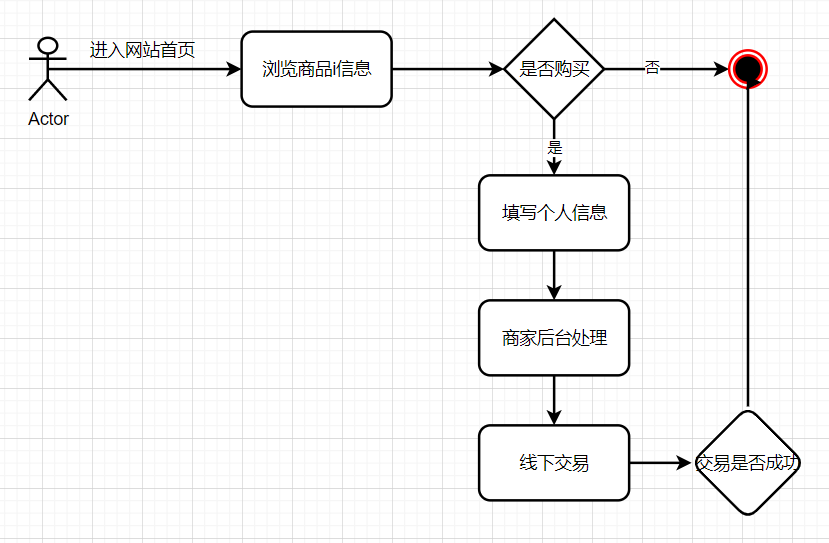 进入网站首页
Actor
浏览商品i信息
是否购买
否
是
填写个人信息
商家后台处理
线下交易
交易是否成功